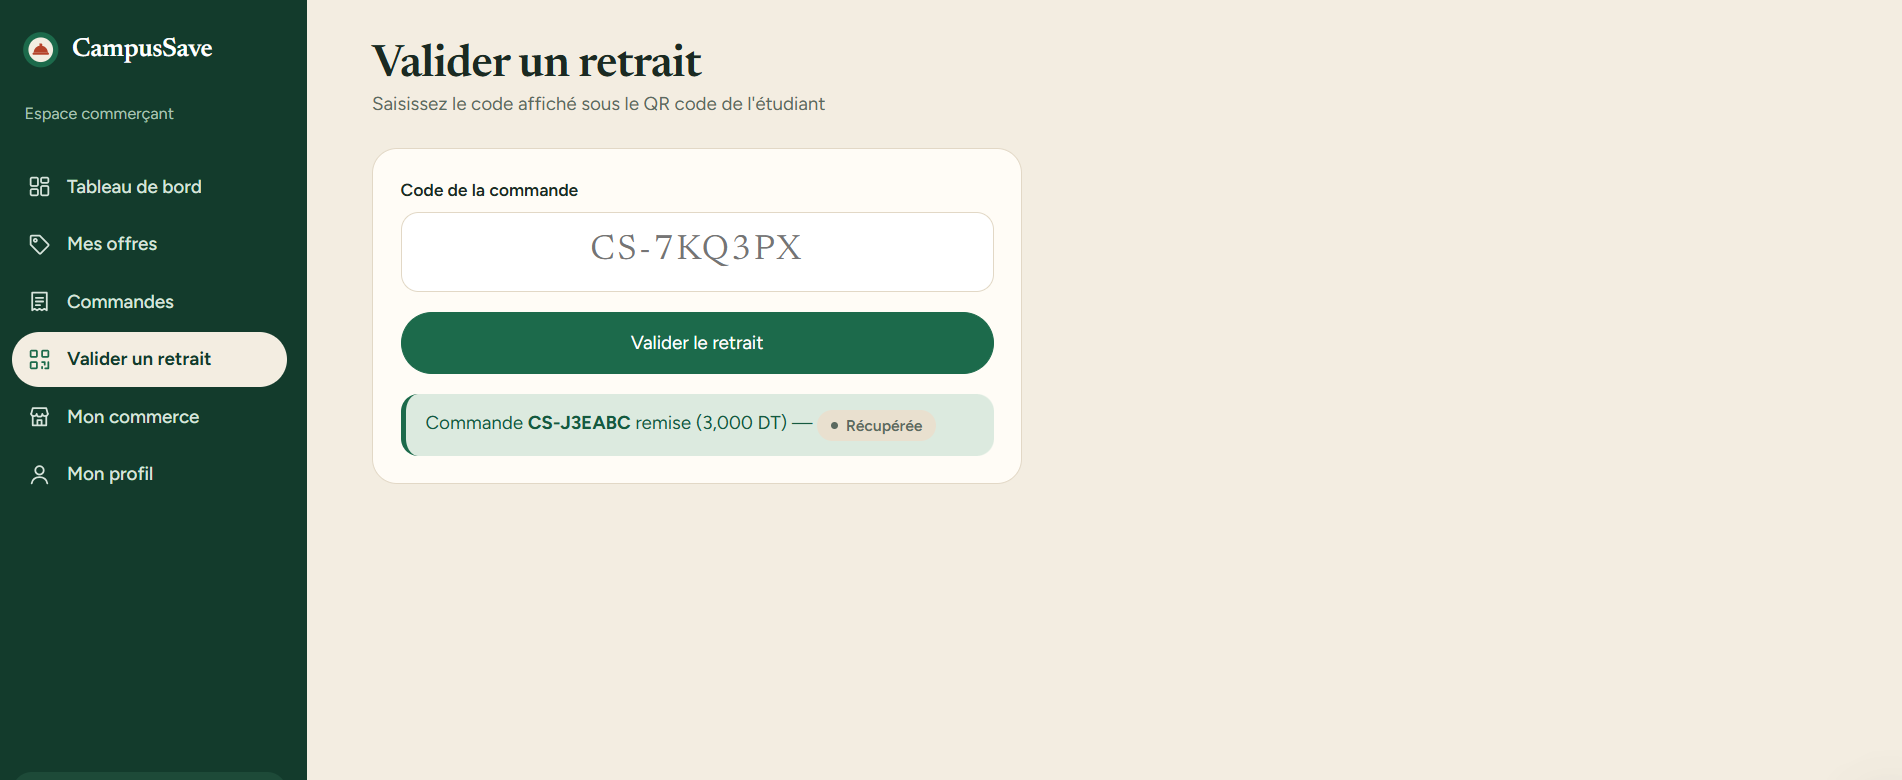 CampusSave
Espace commerçant
Tableau de bord
Mes offres
Commandes
Valider un retrait
Mon commerce
Mon profil
Valider un retrait
Saisissez le code affiché sous le QR code de l'étudiant
Code de la commande
CS-7KQ3PX
Valider le retrait
Commande CS-J3EABC remise (3,000 DT) — • Récupérée